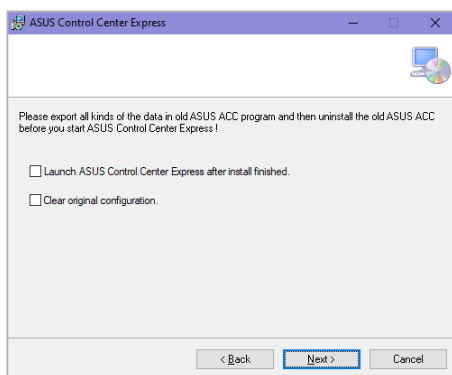 ASUS Control Center Express
Please export all kinds of the data in old ASUS ACC program and then uninstall the old ASUS ACC
before you start ASUS Control Center Express !
Launch ASUS Control Center Express after install finished.
Clear original configuration.
< Back Next > Cancel